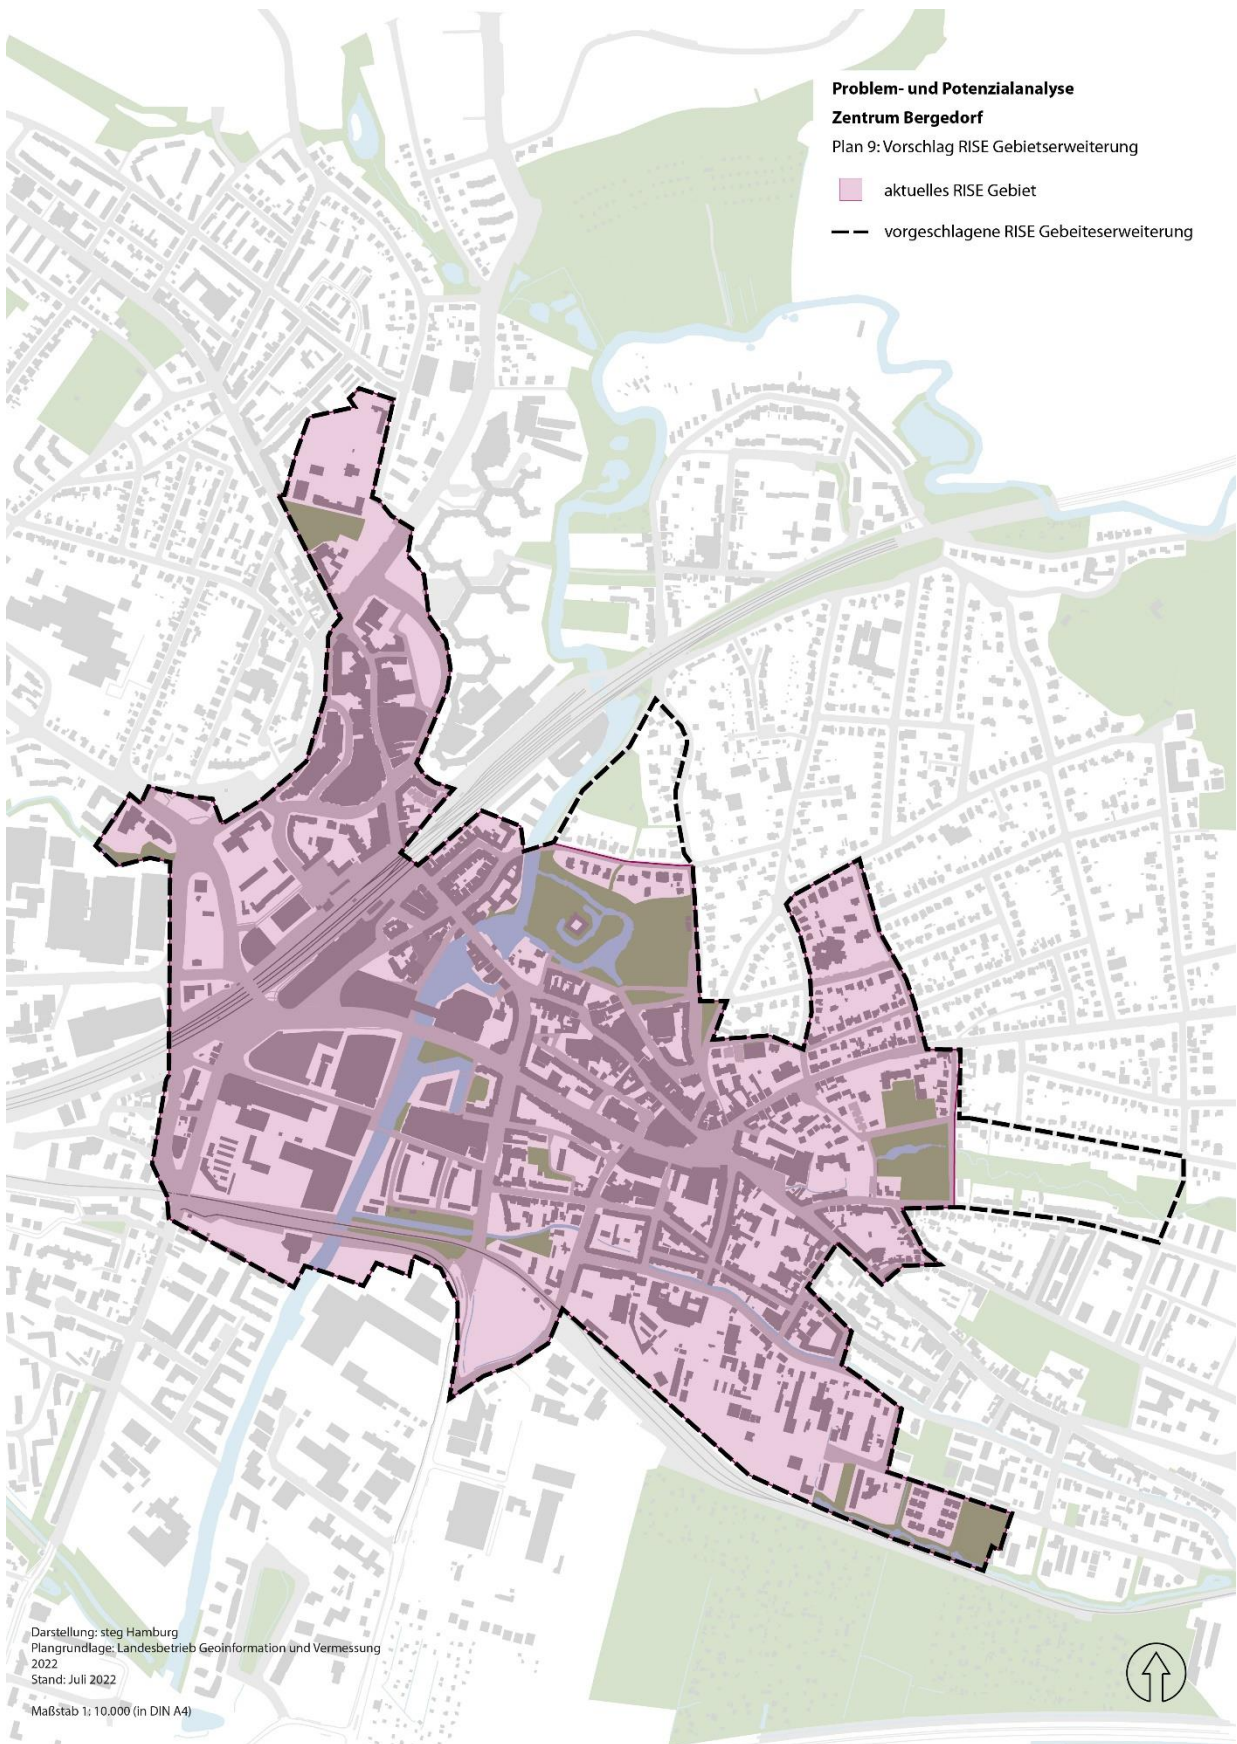 Problem- und Potenzialanalyse
Zentrum Bergedorf
Plan 9: Vorschlag RISE Gebietserweiterung
aktuelles RISE Gebiet
vorgeschlagene RISE Gebeiteserweiterung
Darstellung: steg Hamburg
Plangrundlage: Landesbetrieb Geoinformation und Vermessung
2022
Stand: Juli 2022
Maßstab 1: 10.000 (in DIN A4)